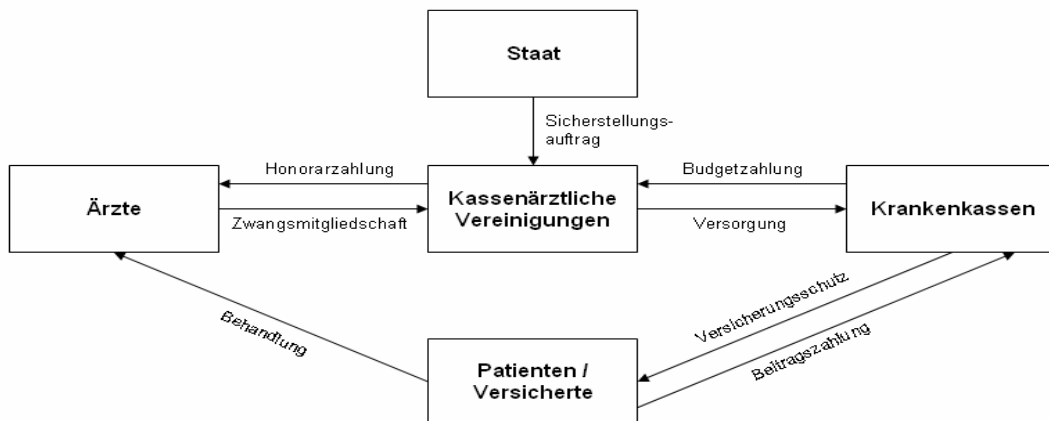 Staat
Sicherstellungs-
auftrag
Honorarzahlung
Budgetzahlung
Ärzte
Kassenärztliche
Vereinigungen
Krankenkassen
Zwangsmitgliedschaft
Versorgung
Behandlung
Versicherungsschutz
Beitragszahlung
Patienten /
Versicherte